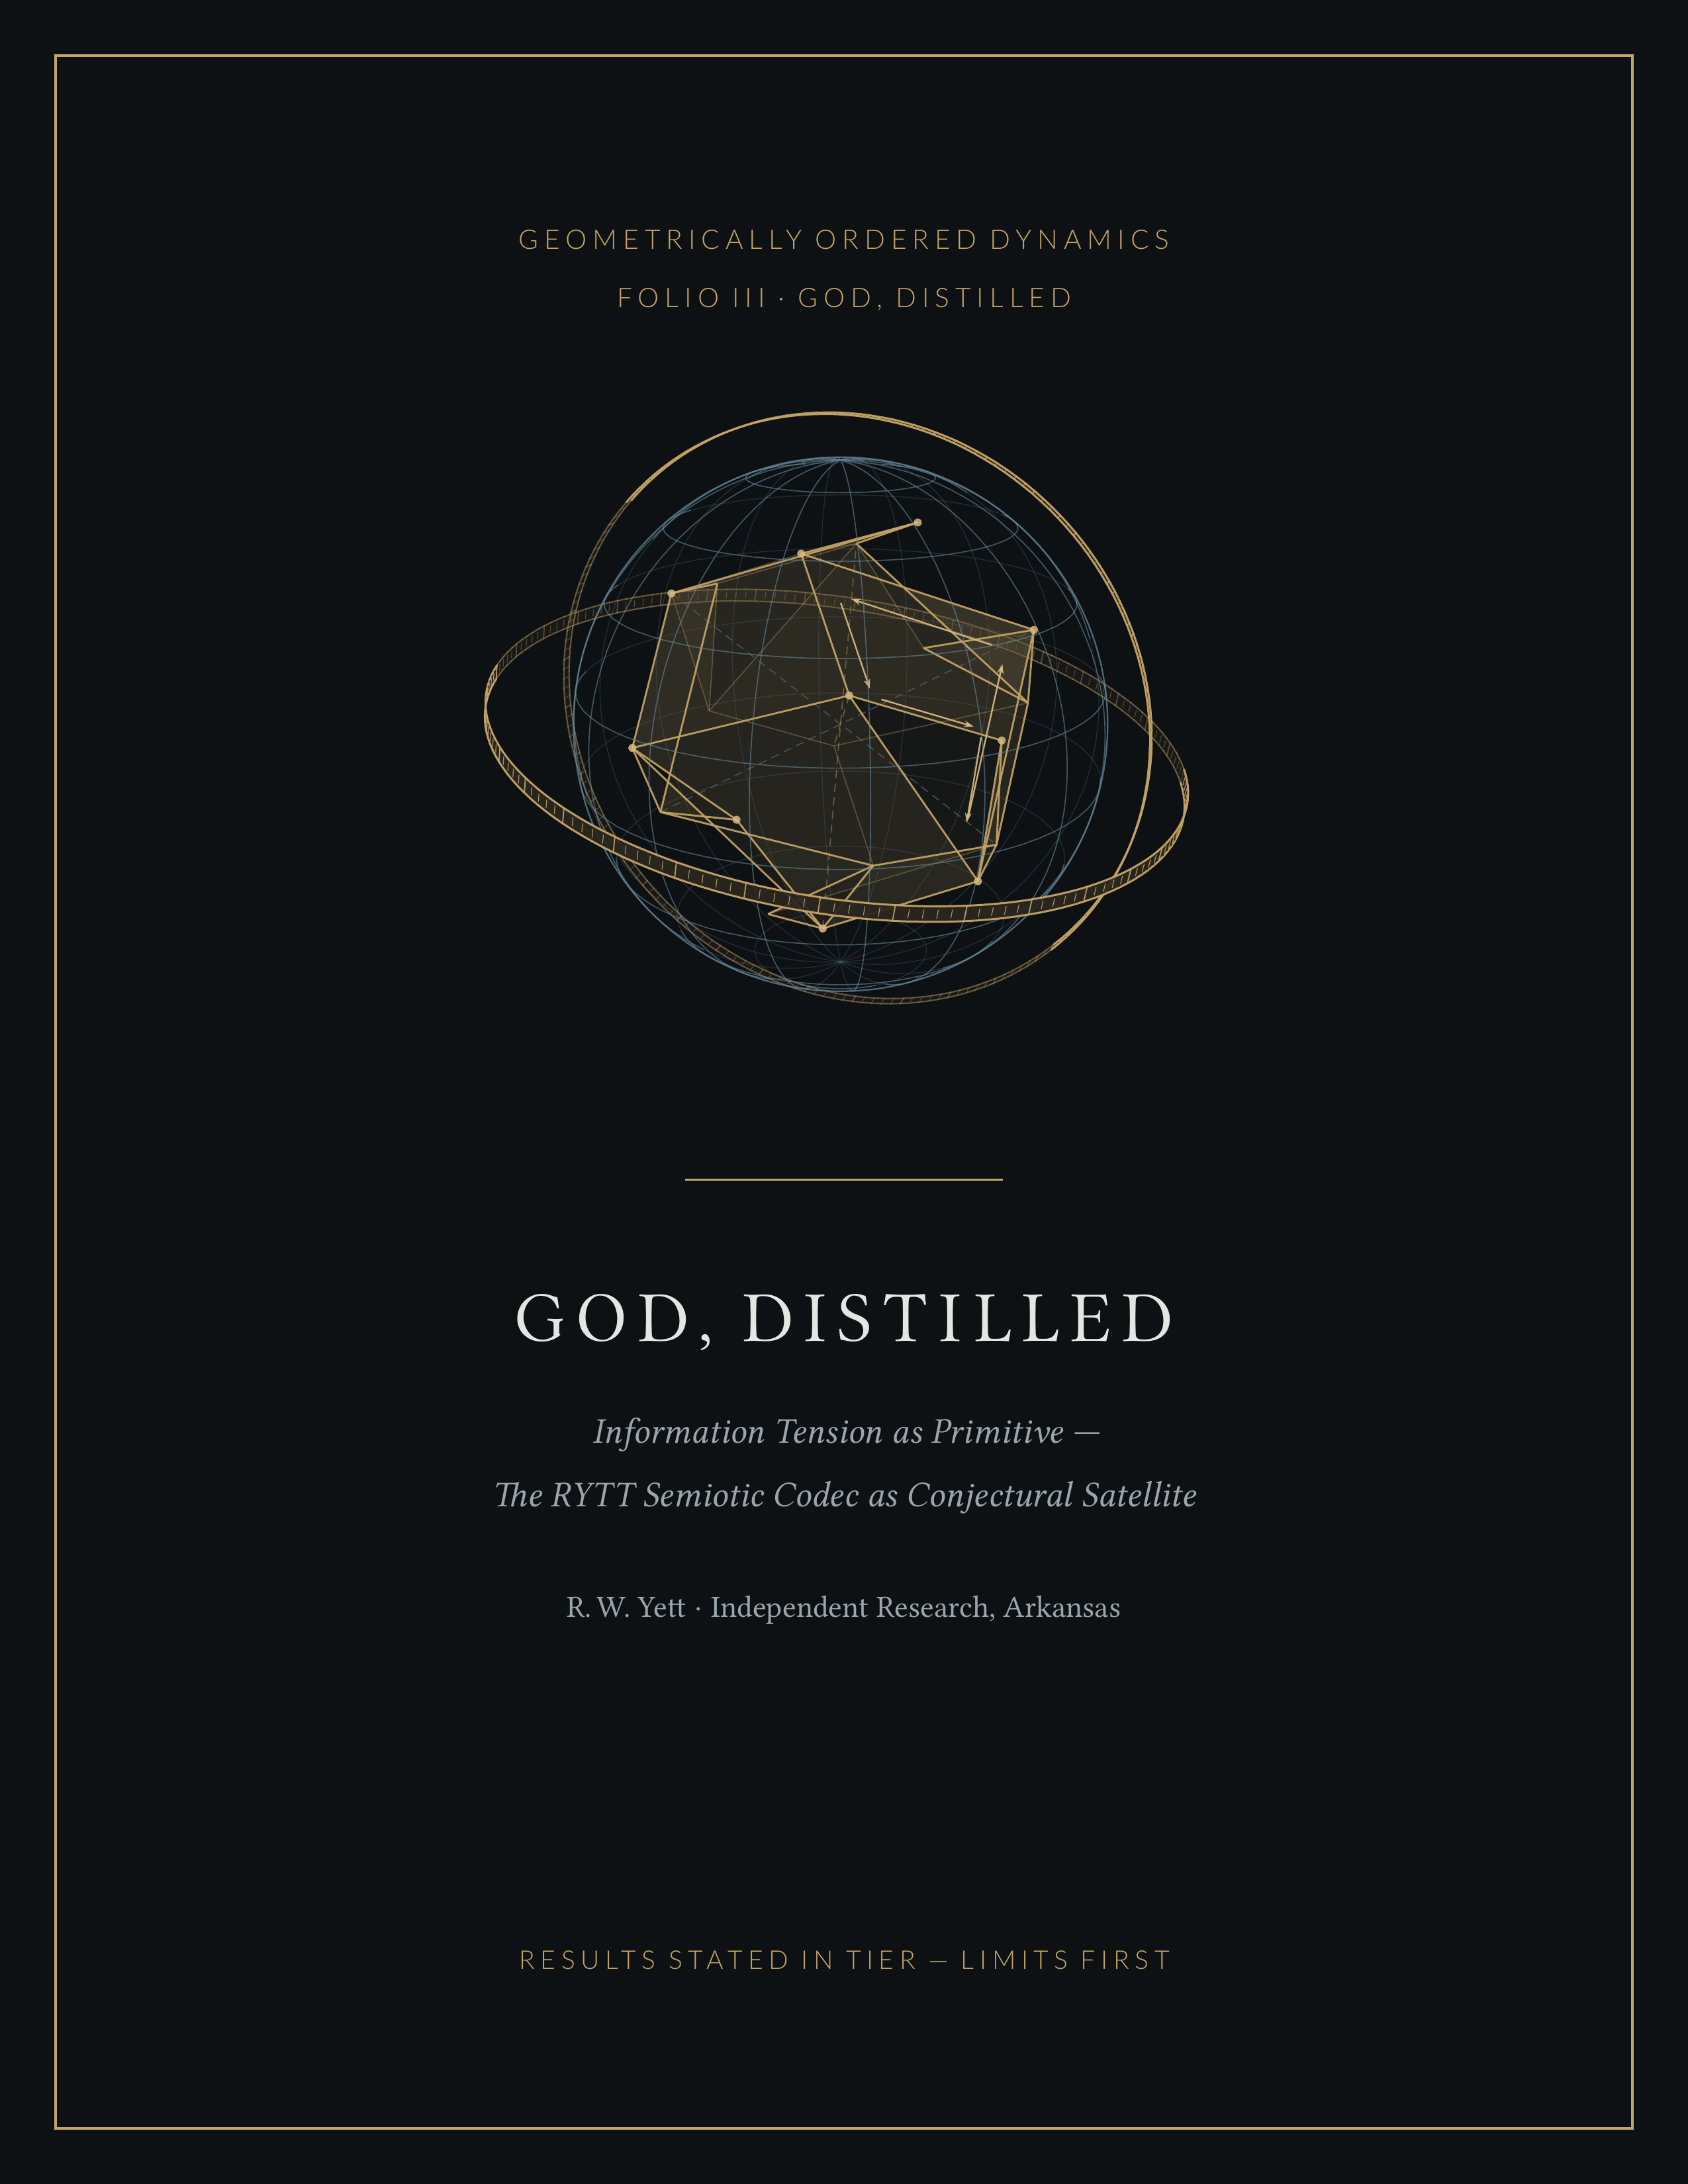 GEOMETRICALLY ORDERED DYNAMICS
FOLIO III · GOD, DISTILLED
GOD, DISTILLED
Information Tension as Primitive —
The RYTT Semiotic Codec as Conjectural Satellite
R. W. Yett · Independent Research, Arkansas
RESULTS STATED IN TIER — LIMITS FIRST